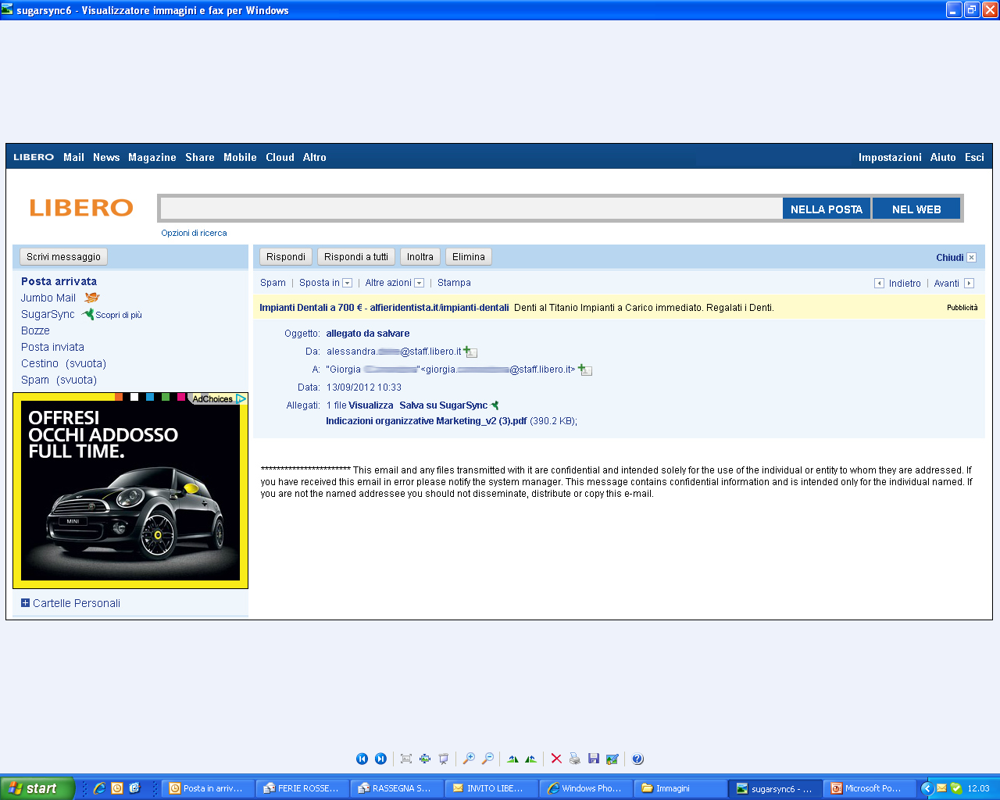 sugarsync6 - Visualizzatore immagini e fax per Windows
LIBERO Mail News Magazine Share Mobile Cloud Altro
Impostazioni Aiuto Esci
LIBERO
NELLA POSTA NEL WEB
Opzioni di ricerca
Scrivi messaggio
Posta arrivata
Jumbo Mail
SugarSync Scopri di più
Bozze
Posta inviata
Cestino (svuota)
Spam (svuota)
AdChoices
OFFRESI
OCCHI ADDOSSO
FULL TIME.
MINI
Cartelle Personali
Rispondi Rispondi a tutti Inoltra Elimina
Chiudi
Spam | Sposta in | Altre azioni | Stampa
Indietro | Avanti
Impianti Dentali a 700 € - alfieridentista.it/impianti-dentali Denti al Titanio Impianti a Carico immediato. Regalati i Denti.
Pubblicità
Oggetto: allegato da salvare
Da: alessandra. @staff.libero.it
A: "Giorgia "<giorgia. @staff.libero.it>
Data: 13/09/2012 10:33
Allegati: 1 file Visualizza Salva su SugarSync
Indicazioni organizzative Marketing_v2 (3).pdf (390.2 KB);
*********************** This email and any files transmitted with it are confidential and intended solely for the use of the individual or entity to whom they are addressed. If
you have received this email in error please notify the system manager. This message contains confidential information and is intended only for the individual named. If
you are not the named addressee you should not disseminate, distribute or copy this e-mail.
start
Posta in arriv...
FERIE ROSSE...
RASSEGNA S...
INVITO LIBE...
Windows Pho...
Immagini
sugarsync6 - ...
Microsoft Po...
12.03